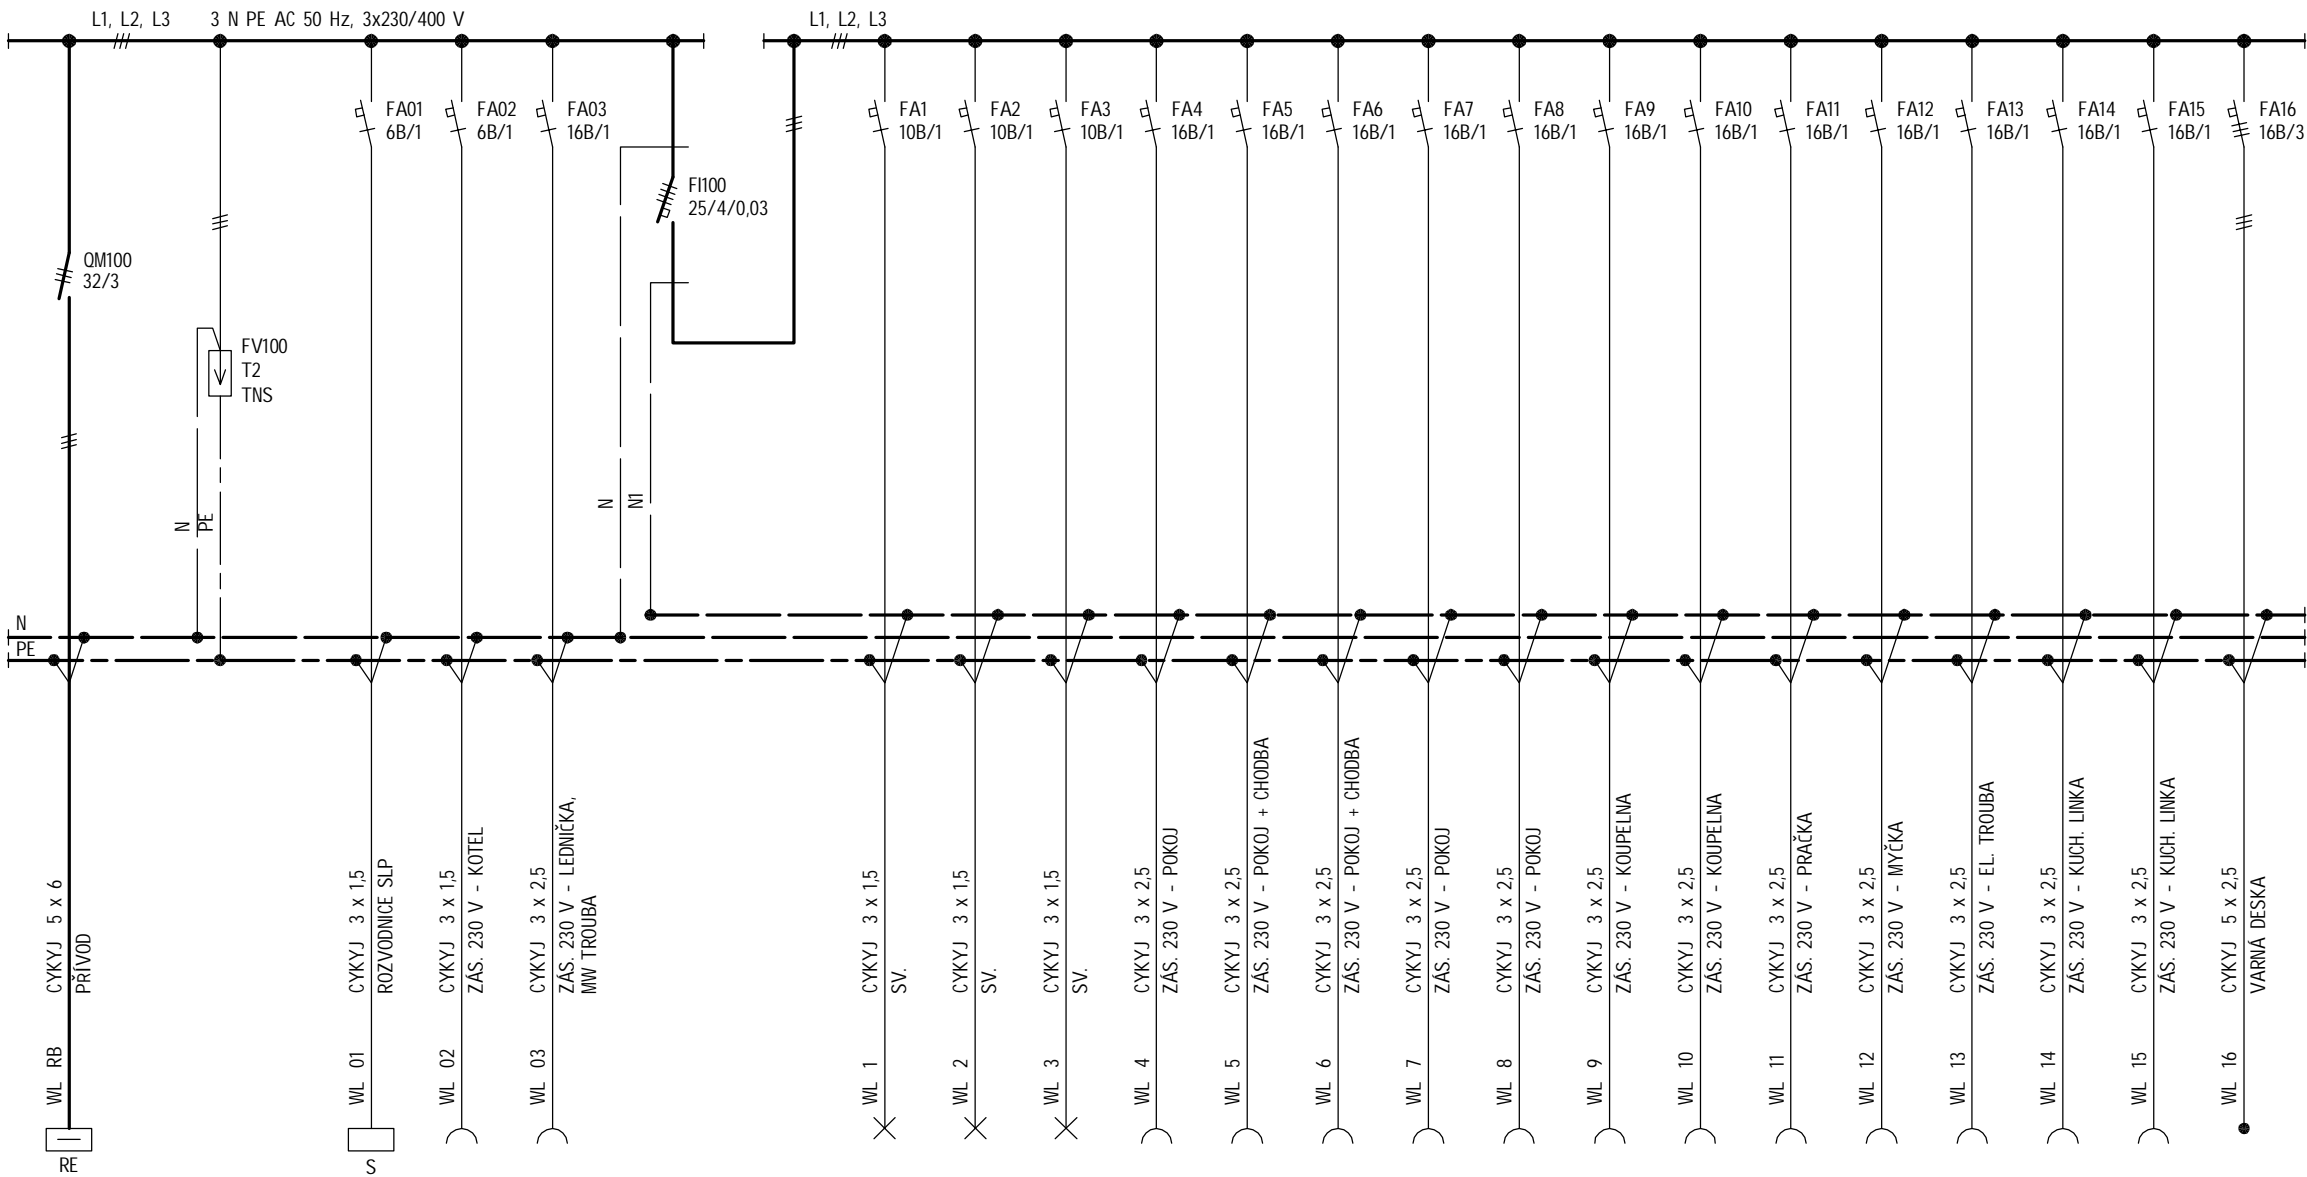 L1, L2, L3 3 N PE AC 50 Hz, 3x230/400 V
L1, L2, L3
FA01
6B/1
FA02
6B/1
FA03
16B/1
FA1
10B/1
FA2
10B/1
FA3
10B/1
FA4
16B/1
FA5
16B/1
FA6
16B/1
FA7
16B/1
FA8
16B/1
FA9
16B/1
FA10
16B/1
FA11
16B/1
FA12
16B/1
FA13
16B/1
FA14
16B/1
FA15
16B/1
FA16
16B/3
FI100
25/4/0,03
QM100
32/3
FV100
T2
TNS
N
PE
N
N1
N
PE
WL RB CYKYJ 5 x 6
PŘÍVOD
RE
WL 01 CYKYJ 3 x 1,5
ROZVODNICE SLP
S
WL 02 CYKYJ 3 x 1,5
ZÁS. 230 V - KOTEL
WL 03 CYKYJ 3 x 2,5
ZÁS. 230 V - LEDNIČKA,
MW TROUBA
WL 1 CYKYJ 3 x 1,5
SV.
WL 2 CYKYJ 3 x 1,5
SV.
WL 3 CYKYJ 3 x 1,5
SV.
WL 4 CYKYJ 3 x 2,5
ZÁS. 230 V - POKOJ
WL 5 CYKYJ 3 x 2,5
ZÁS. 230 V - POKOJ + CHODBA
WL 6 CYKYJ 3 x 2,5
ZÁS. 230 V - POKOJ + CHODBA
WL 7 CYKYJ 3 x 2,5
ZÁS. 230 V - POKOJ
WL 8 CYKYJ 3 x 2,5
ZÁS. 230 V - POKOJ
WL 9 CYKYJ 3 x 2,5
ZÁS. 230 V - KOUPELNA
WL 10 CYKYJ 3 x 2,5
ZÁS. 230 V - KOUPELNA
WL 11 CYKYJ 3 x 2,5
ZÁS. 230 V - PRAČKA
WL 12 CYKYJ 3 x 2,5
ZÁS. 230 V - MYČKA
WL 13 CYKYJ 3 x 2,5
ZÁS. 230 V - EL. TROUBA
WL 14 CYKYJ 3 x 2,5
ZÁS. 230 V - KUCH. LINKA
WL 15 CYKYJ 3 x 2,5
ZÁS. 230 V - KUCH. LINKA
WL 16 CYKYJ 5 x 2,5
VARNÁ DESKA